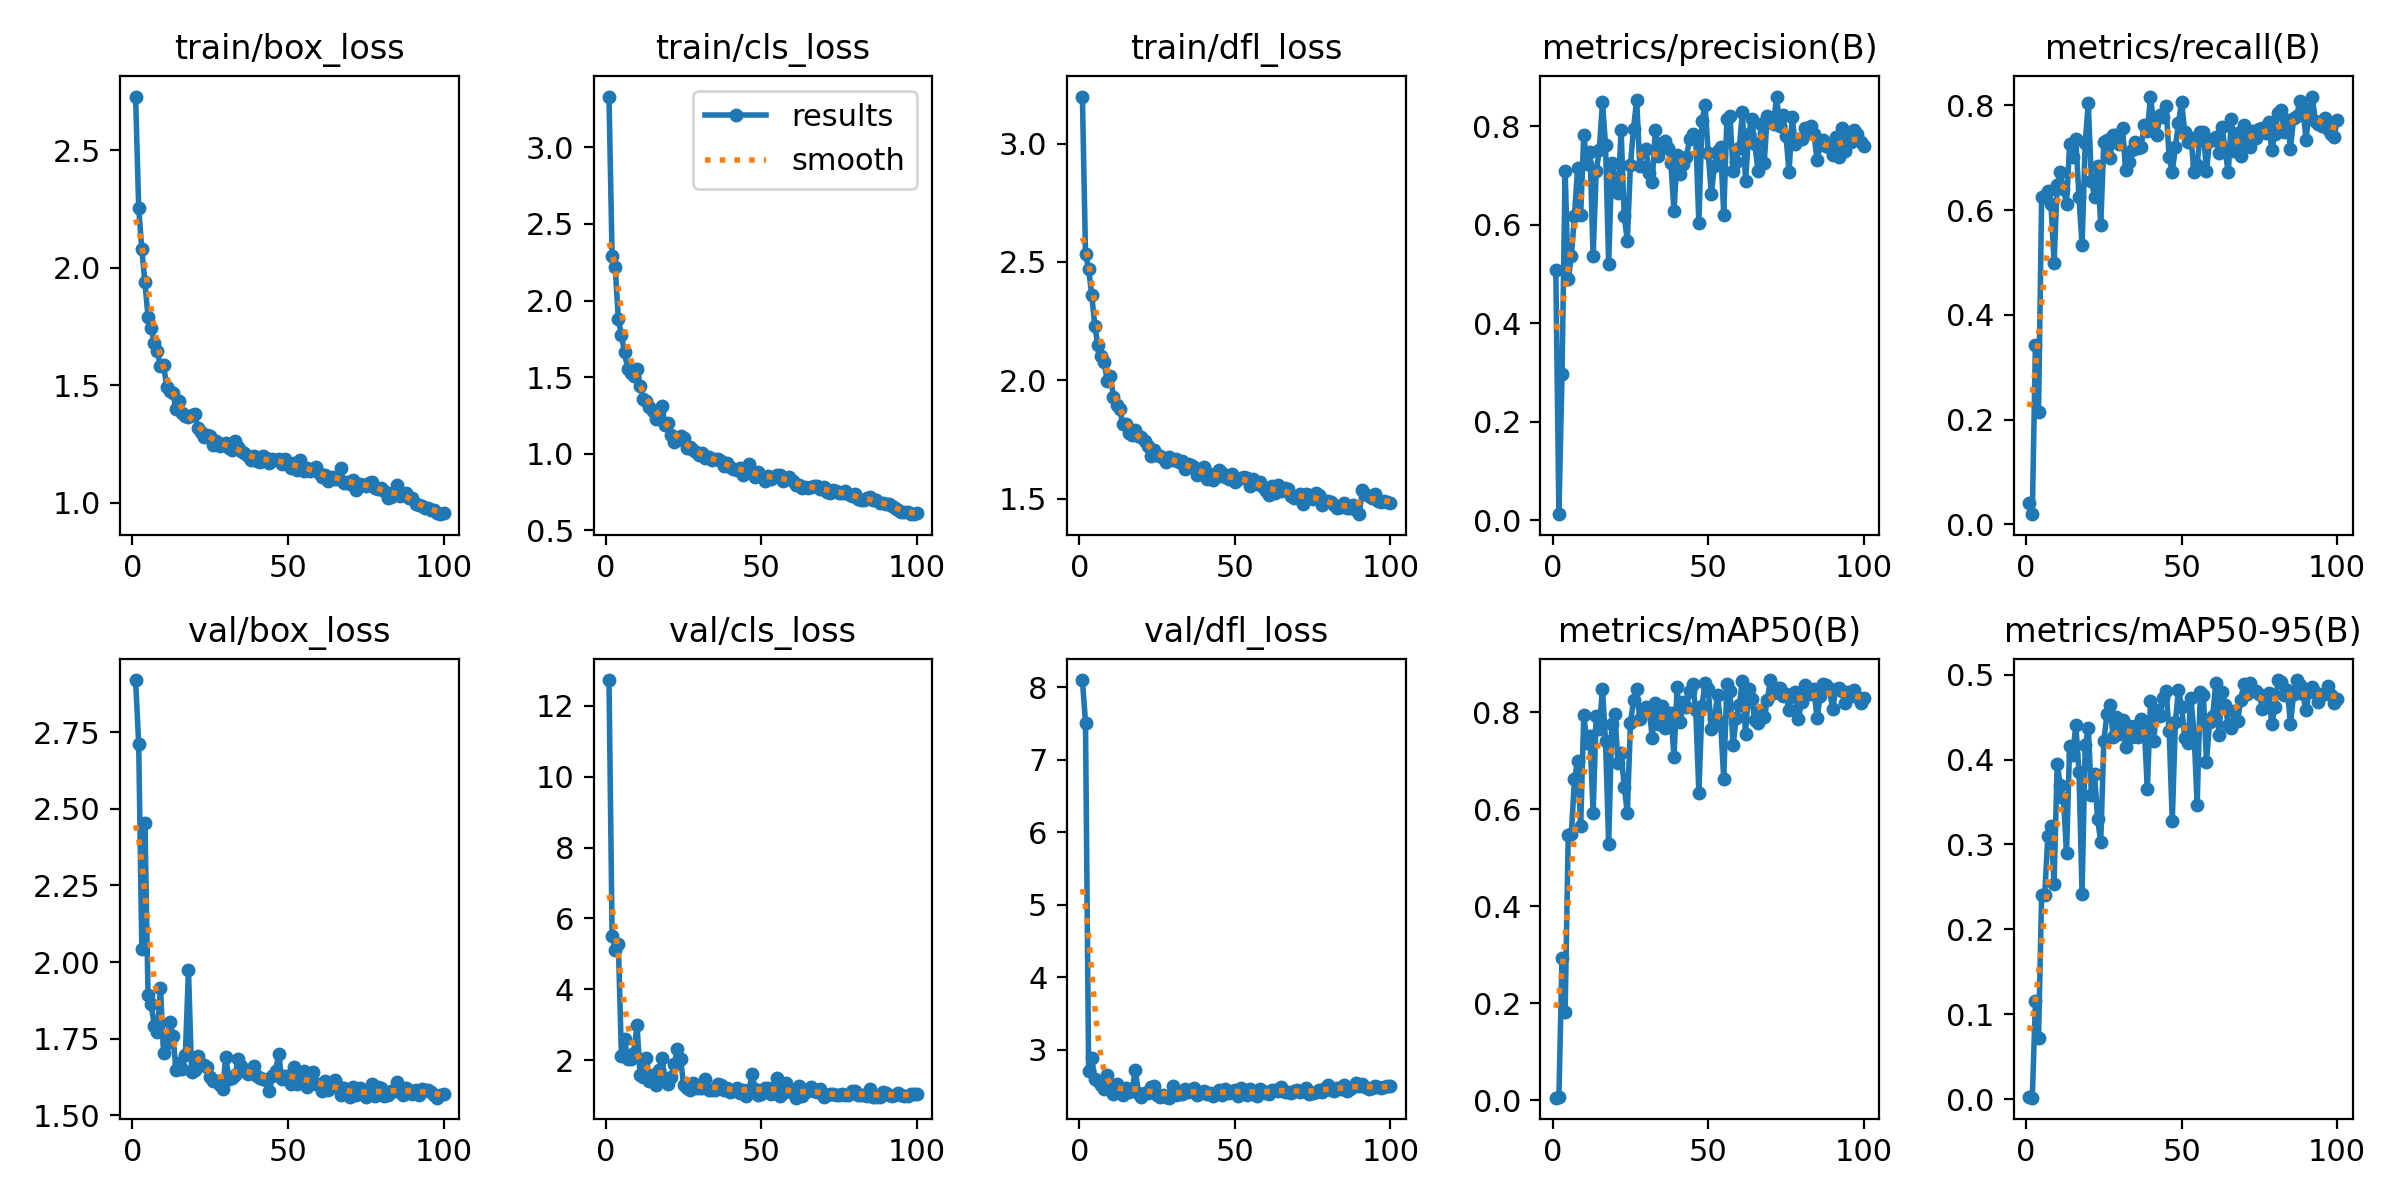 train/box_loss
train/cls_loss
train/dfl_loss
metrics/precision(B)
metrics/recall(B)
results
smooth
2.5
2.0
1.5
1.0
0 50 100
3.0
2.5
2.0
1.5
1.0
0.5
0 50 100
3.0
2.5
2.0
1.5
0 50 100
0.8
0.6
0.4
0.2
0.0
0 50 100
0.8
0.6
0.4
0.2
0.0
0 50 100
val/box_loss
val/cls_loss
val/dfl_loss
metrics/mAP50(B)
metrics/mAP50-95(B)
2.75
2.50
2.25
2.00
1.75
1.50
0 50 100
12
10
8
6
4
2
0 50 100
8
7
6
5
4
3
0 50 100
0.8
0.6
0.4
0.2
0.0
0 50 100
0.5
0.4
0.3
0.2
0.1
0.0
0 50 100